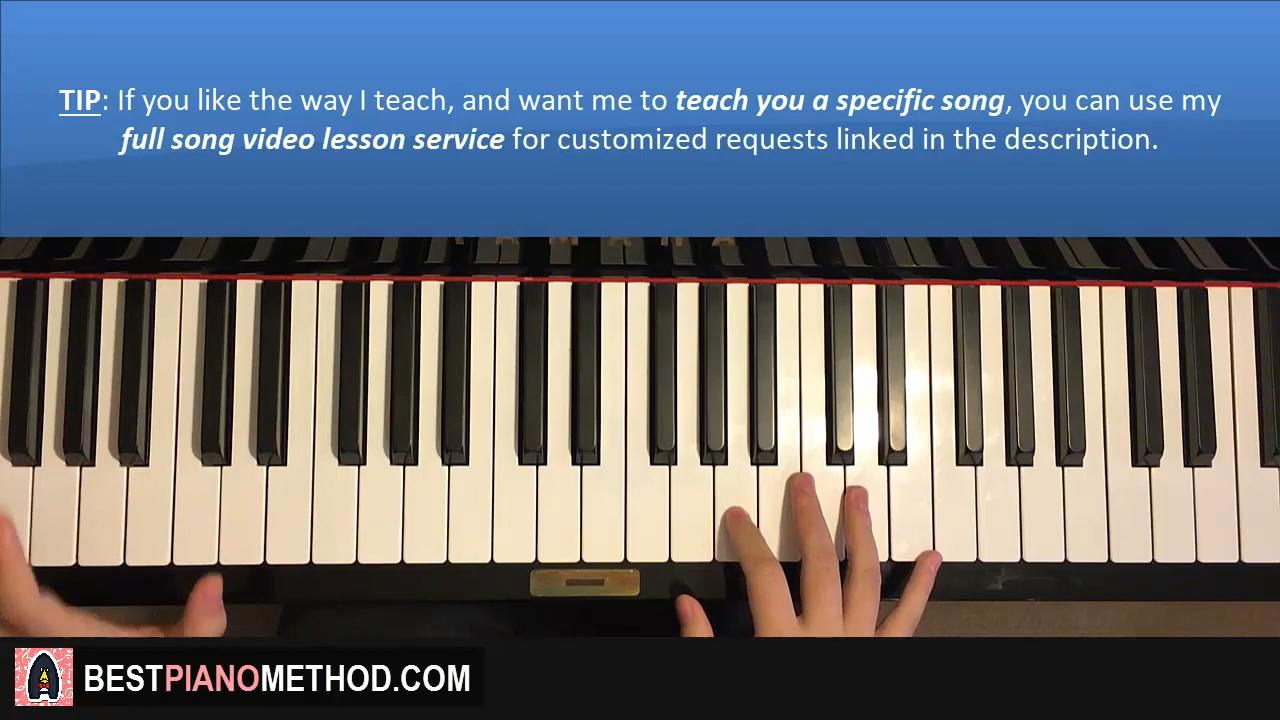 TIP: If you like the way I teach, and want me to teach you a specific song, you can use my
full song video lesson service for customized requests linked in the description.
YAMAHA
BESTPIANOMETHOD.COM